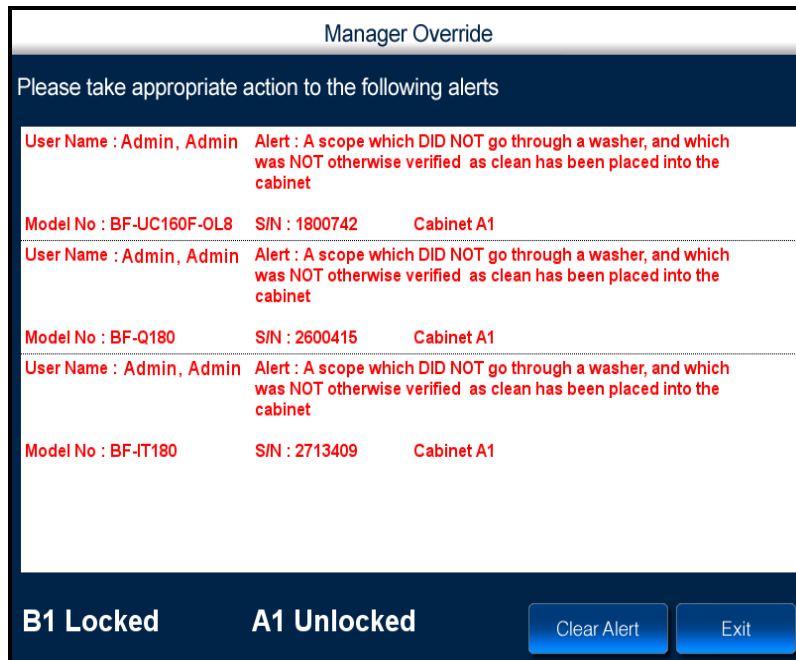 Manager Override
Please take appropriate action to the following alerts
User Name : Admin, Admin Alert : A scope which DID NOT go through a washer, and which
was NOT otherwise verified as clean has been placed into the
cabinet
Model No : BF-UC160F-OL8 S/N : 1800742 Cabinet A1
User Name : Admin, Admin Alert : A scope which DID NOT go through a washer, and which
was NOT otherwise verified as clean has been placed into the
cabinet
Model No : BF-Q180 S/N : 2600415 Cabinet A1
User Name : Admin, Admin Alert : A scope which DID NOT go through a washer, and which
was NOT otherwise verified as clean has been placed into the
cabinet
Model No : BF-IT180 S/N : 2713409 Cabinet A1
B1 Locked A1 Unlocked Clear Alert Exit